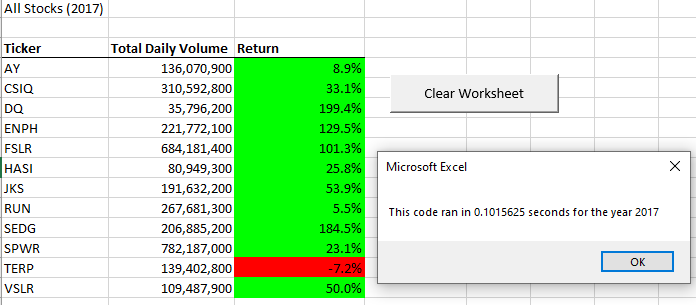 All Stocks (2017)
Ticker Total Daily Volume Return
AY 136,070,900 8.9%
CSIQ 310,592,800 33.1%
DQ 35,796,200 199.4%
ENPH 221,772,100 129.5%
FSLR 684,181,400 101.3%
HASI 80,949,300 25.8%
JKS 191,632,200 53.9%
RUN 267,681,300 5.5%
SEDG 206,885,200 184.5%
SPWR 782,187,000 23.1%
TERP 139,402,800 -7.2%
VSLR 109,487,900 50.0%
Clear Worksheet
Microsoft Excel
This code ran in 0.1015625 seconds for the year 2017
OK